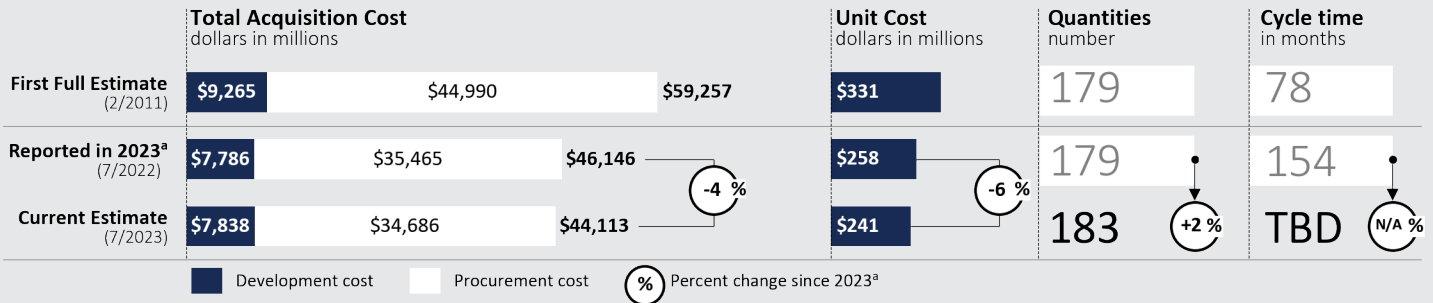 Total Acquisition Cost
dollars in millions
Unit Cost
dollars in millions
Quantities
number
Cycle time
in months
First Full Estimate
(2/2011)
$9,265
$44,990
$59,257
$331
179
78
Reported in 2023ᵃ
(7/2022)
$7,786
$35,465
$46,146
$258
179
154
-4 %
-6 %
Current Estimate
(7/2023)
$7,838
$34,686
$44,113
$241
183
+2 %
TBD
N/A %
Development cost
Procurement cost
% Percent change since 2023ᵃ